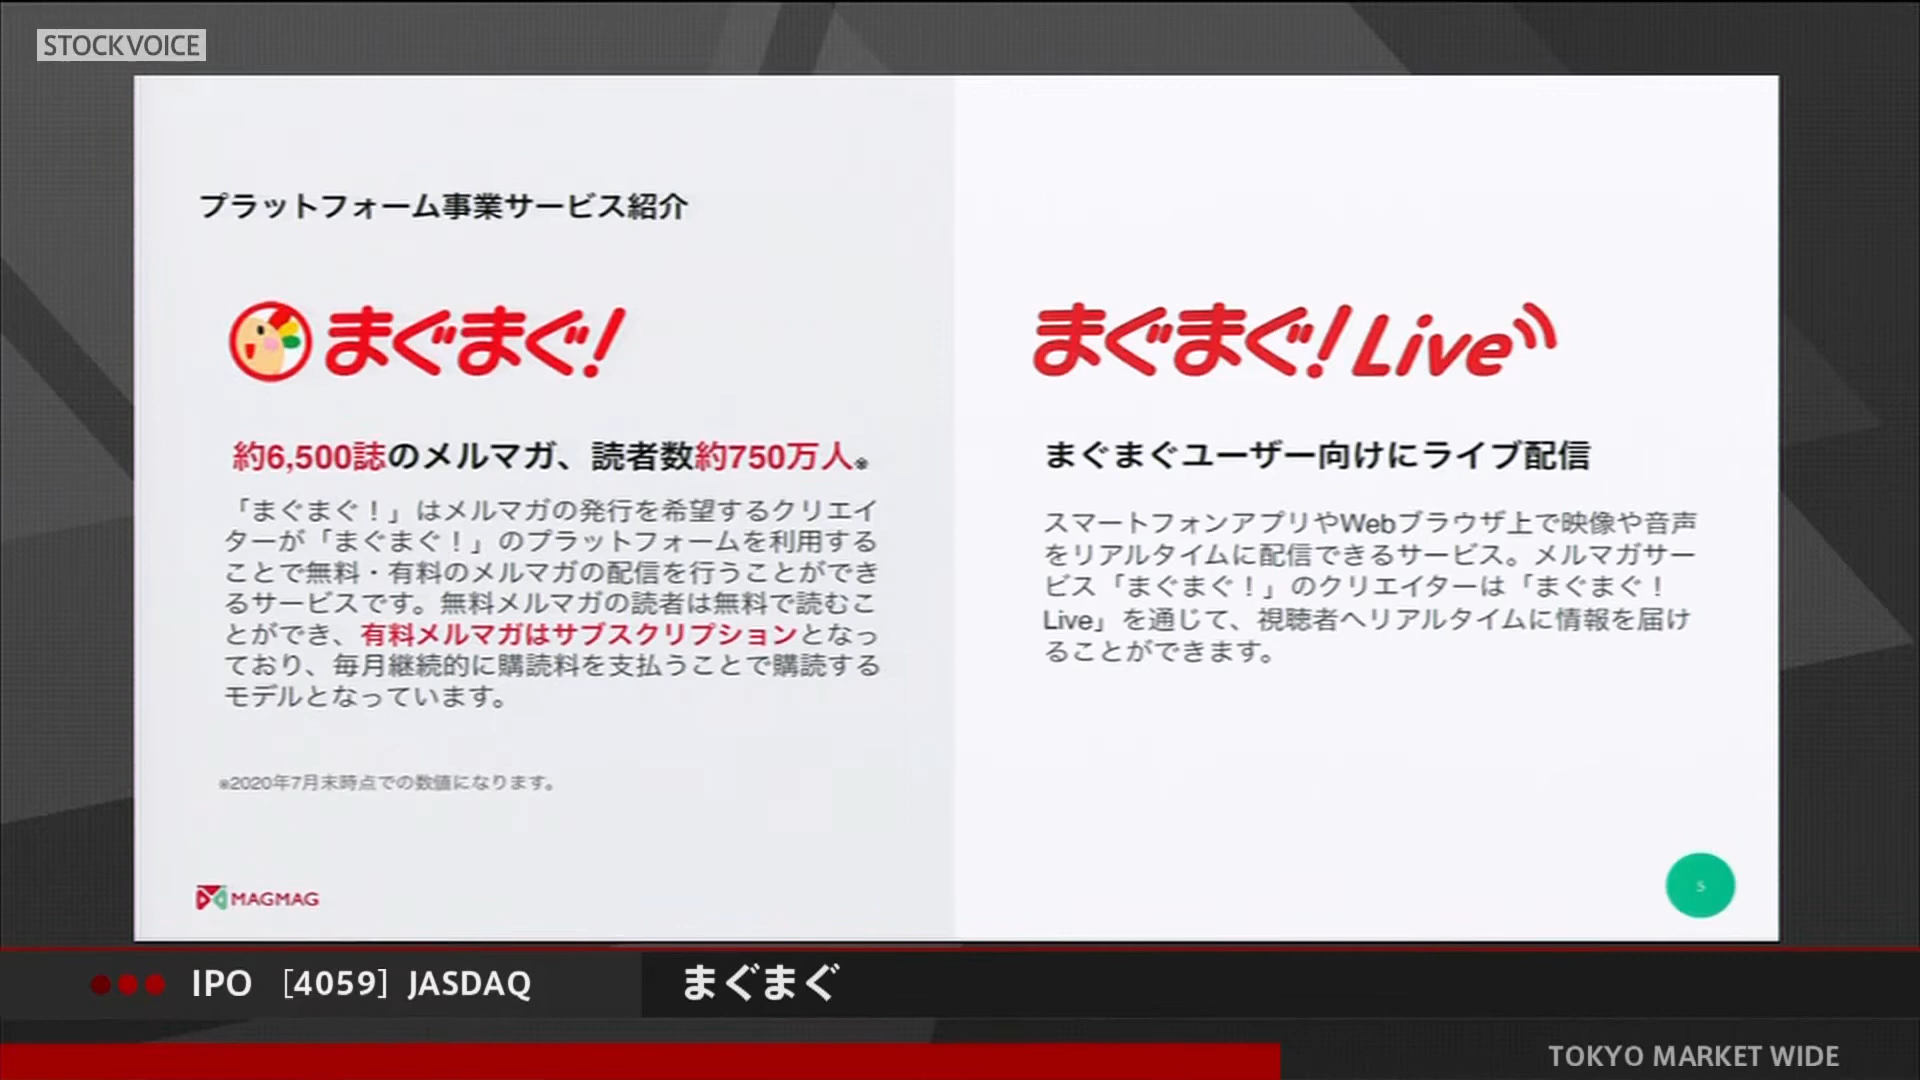 STOCKVOICE
プラットフォーム事業サービス紹介
まぐまぐ!
約6,500誌のメルマガ、読者数約750万人※
「まぐまぐ！」はメルマガの発行を希望するクリエイ
ターが「まぐまぐ！」のプラットフォームを利用する
ことで無料・有料のメルマガの配信を行うことができ
るサービスです。無料メルマガの読者は無料で読むこ
とができ、有料メルマガはサブスクリプションとなっ
ており、毎月継続的に購読料を支払うことで購読する
モデルとなっています。
※2020年7月末時点での数値になります。
MAGMAG
まぐまぐ!Live
まぐまぐユーザー向けにライブ配信
スマートフォンアプリやWebブラウザ上で映像や音声
をリアルタイムに配信できるサービス。メルマガサー
ビス「まぐまぐ！」のクリエイターは「まぐまぐ！
Live」を通じて、視聴者へリアルタイムに情報を届け
ることができます。
5
IPO [4059] JASDAQ まぐまぐ
TOKYO MARKET WIDE